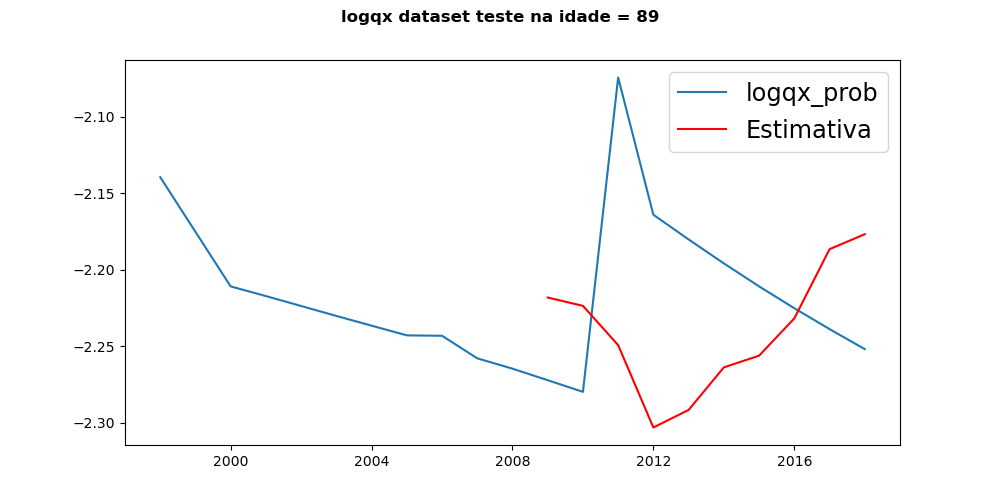 logqx dataset teste na idade = 89
logqx_prob
Estimativa
−2.10
−2.15
−2.20
−2.25
−2.30
2000 2004 2008 2012 2016